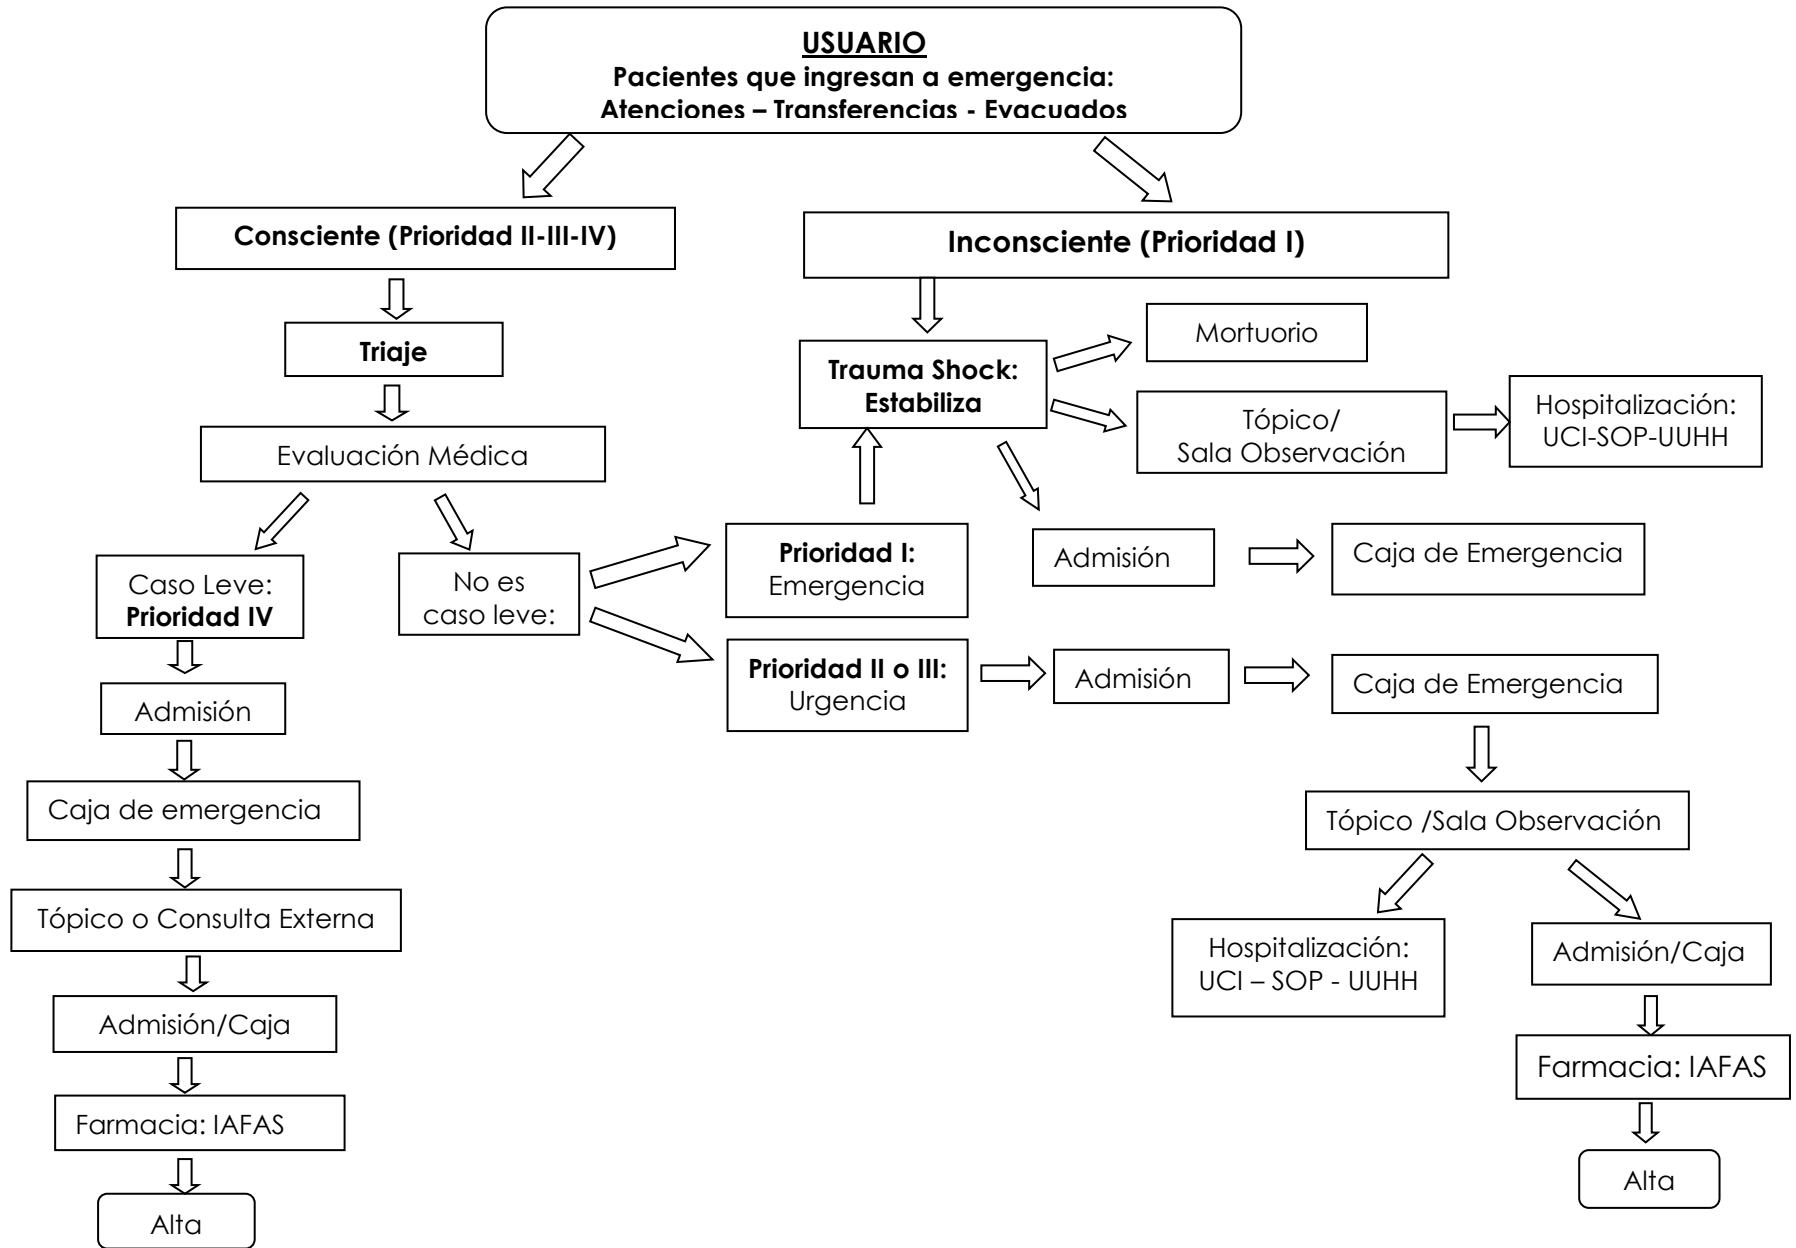 USUARIO
Pacientes que ingresan a emergencia:
Atenciones – Transferencias - Evacuados
Consciente (Prioridad II-III-IV)
Inconsciente (Prioridad I)
Triaje
Mortuorio
Trauma Shock:
Estabiliza
Tópico/
Sala Observación
Hospitalización:
UCI-SOP-UUHH
Evaluación Médica
Caso Leve:
Prioridad IV
No es
caso leve:
Prioridad I:
Emergencia
Admisión
Caja de Emergencia
Prioridad II o III:
Urgencia
Admisión
Caja de Emergencia
Admisión
Caja de emergencia
Tópico o Consulta Externa
Admisión/Caja
Farmacia: IAFAS
Alta
Tópico /Sala Observación
Hospitalización:
UCI – SOP - UUHH
Admisión/Caja
Farmacia: IAFAS
Alta